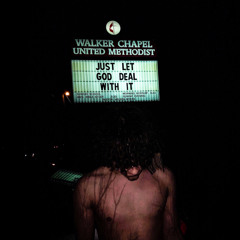 WALKER CHAPEL
UNITED METHODIST
JUST LET
GOD DEAL
WITH IT